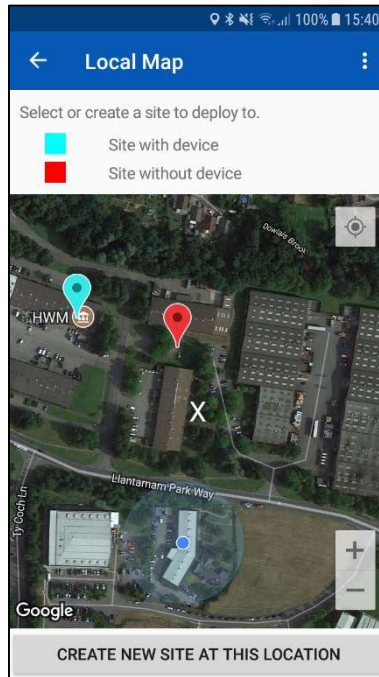 100% 15:40
Local Map
Select or create a site to deploy to.
Site with device
Site without device
Dowlais Brook
HWM
X
Llantarnam Park Way
Ty Coch Ln
+
−
Google
CREATE NEW SITE AT THIS LOCATION